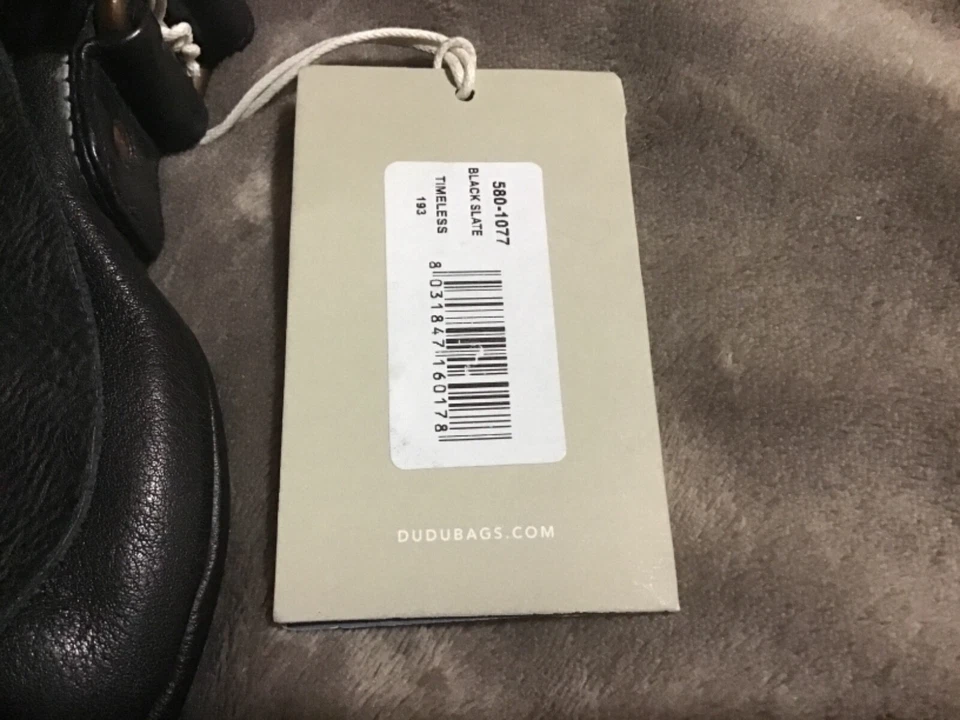 580-1077
BLACK SLATE
TIMELESS
193
8 031847 160178
DUDUBAGS.COM